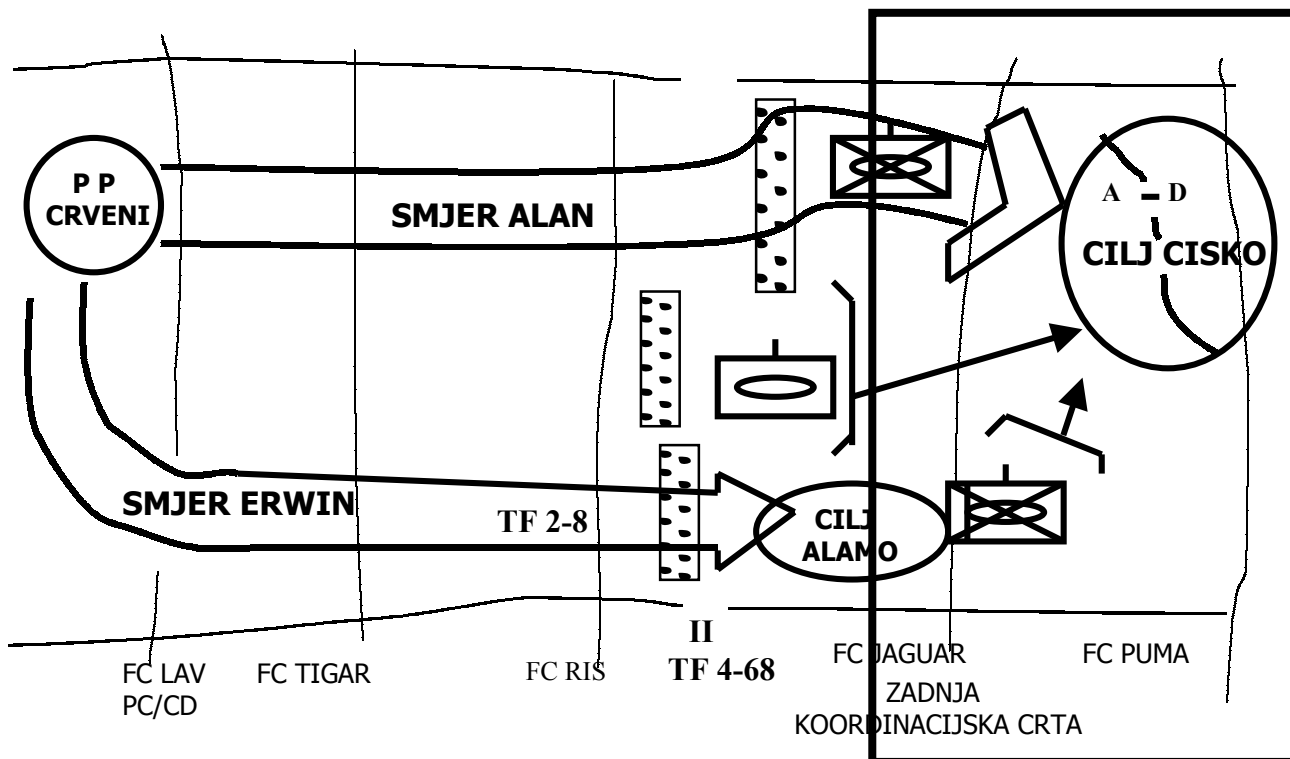 P P
CRVENI
SMJER ALAN
A
D
CILJ CISKO
SMJER ERWIN
TF 2-8
CILJ
ALAMO
II
TF 4-68
FC LAV
PC/CD
FC TIGAR
FC RIS
FC JAGUAR
ZADNJA
KOORDINACIJSKA CRTA
FC PUMA